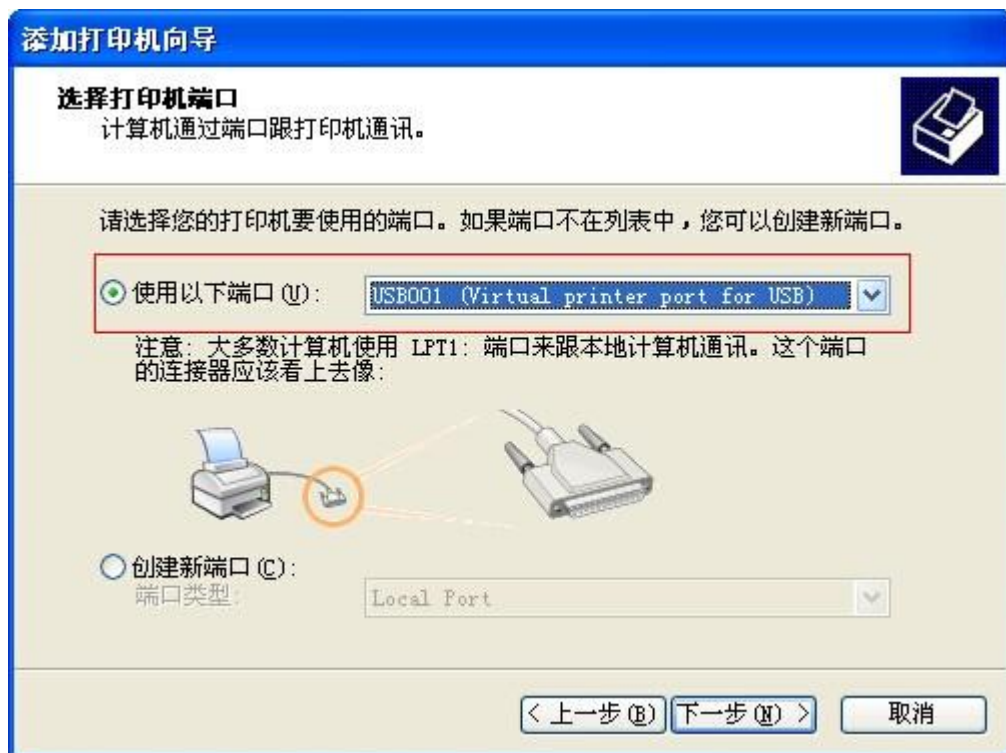 添加打印机向导
选择打印机端口
计算机通过端口跟打印机通讯。
请选择您的打印机要使用的端口。如果端口不在列表中，您可以创建新端口。
使用以下端口(U): USB001 (Virtual printer port for USB)
注意: 大多数计算机使用 LPT1: 端口来跟本地计算机通讯。这个端口
的连接器应该看上去像:
创建新端口(C):
端口类型: Local Port
< 上一步(B) 下一步(N) > 取消